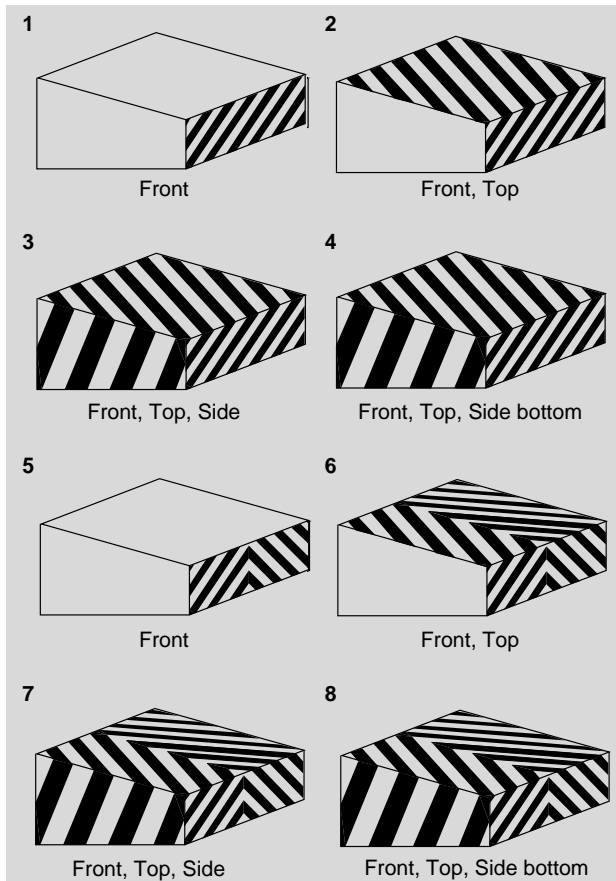 1 2
Front Front, Top
3 4
Front, Top, Side Front, Top, Side bottom
5 6
Front Front, Top
7 8
Front, Top, Side Front, Top, Side bottom